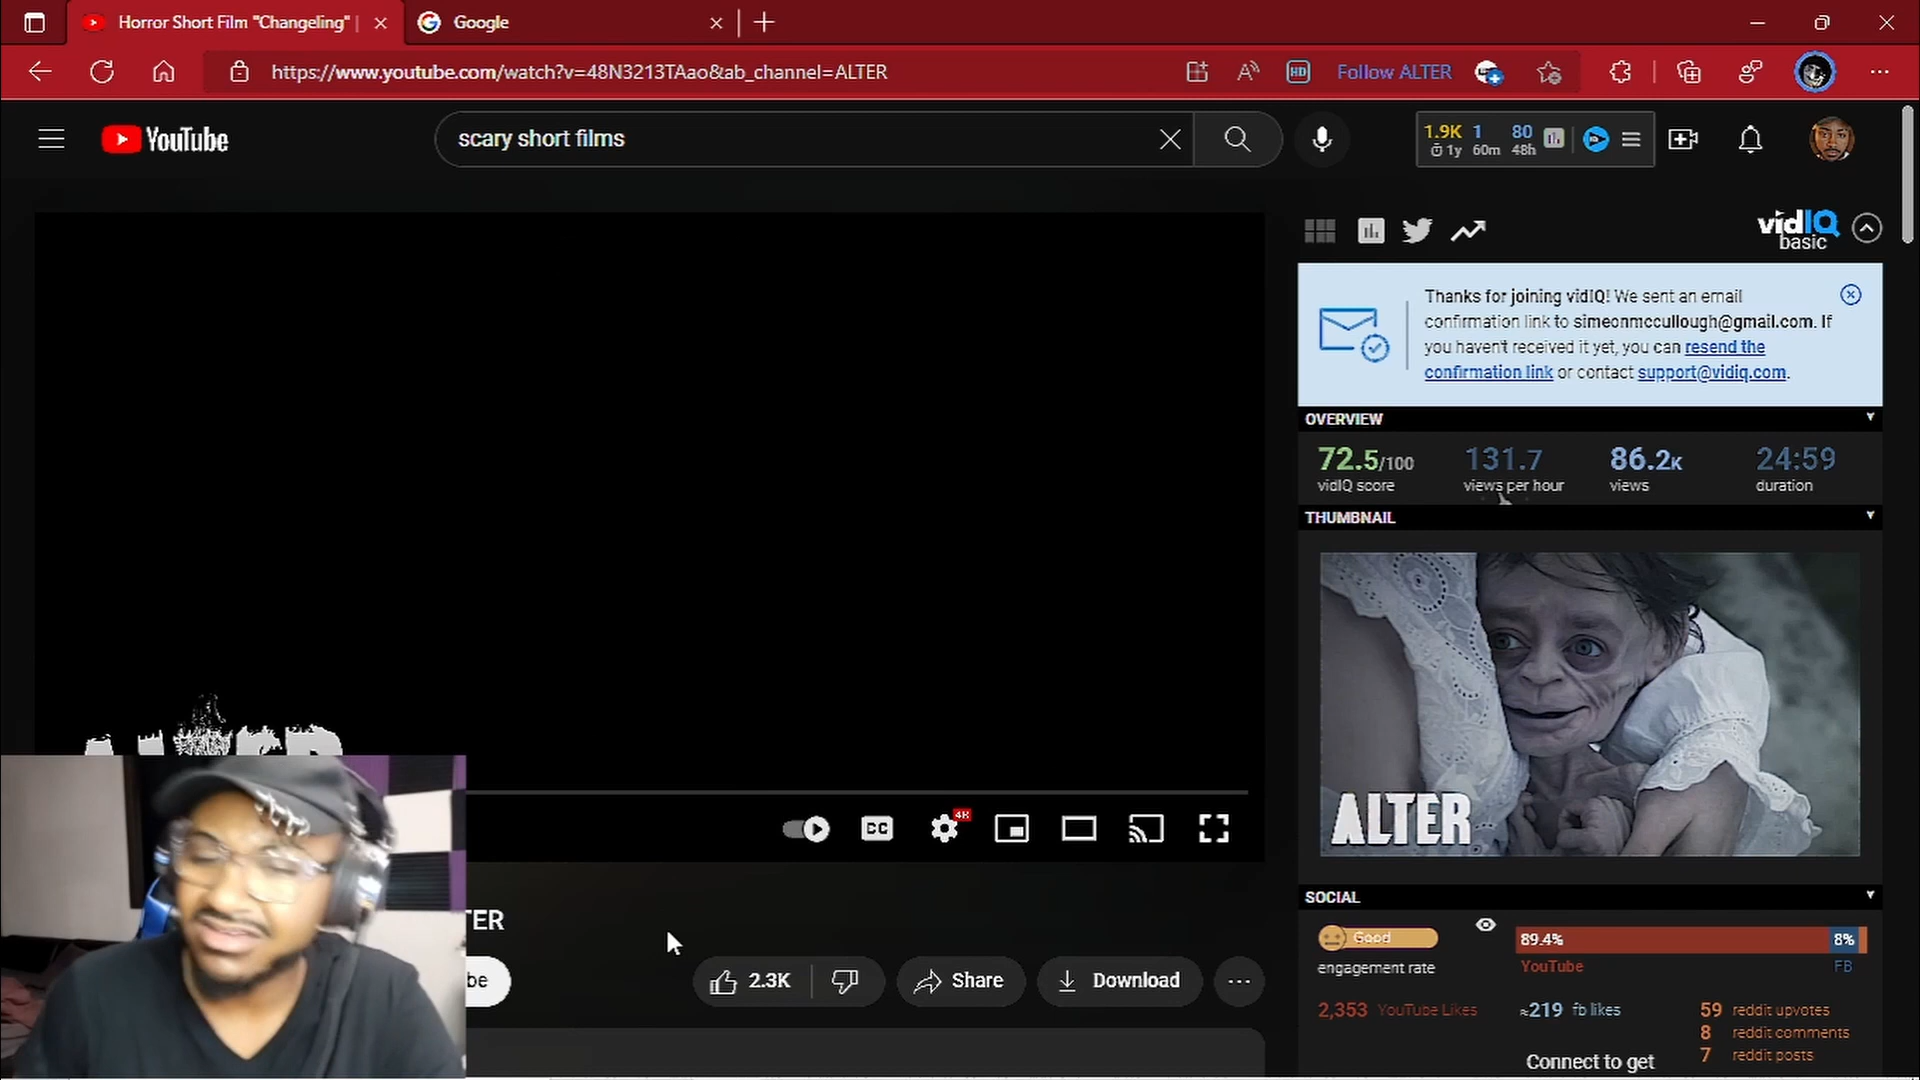 Horror Short Film "Changeling" |
Google
https://www.youtube.com/watch?v=48N3213TAao&ab_channel=ALTER
HD
Follow ALTER
YouTube
scary short films
1.9K 1 80
1y 60m 48h
vidIQ
basic
Thanks for joining vidIQ! We sent an email
confirmation link to simeonmccullough@gmail.com. If
you haven't received it yet, you can resend the
confirmation link or contact support@vidiq.com.
OVERVIEW
72.5/100 131.7 86.2K 24:59
vidIQ score views per hour views duration
THUMBNAIL
ALTER
ALTER
CC
4K
SOCIAL
Good
89.4% 8%
engagement rate
YouTube FB
TER
be
2.3K
Share
Download
2,353 YouTube Likes
≈219 fb likes
59 reddit upvotes
8 reddit comments
7 reddit posts
Connect to get